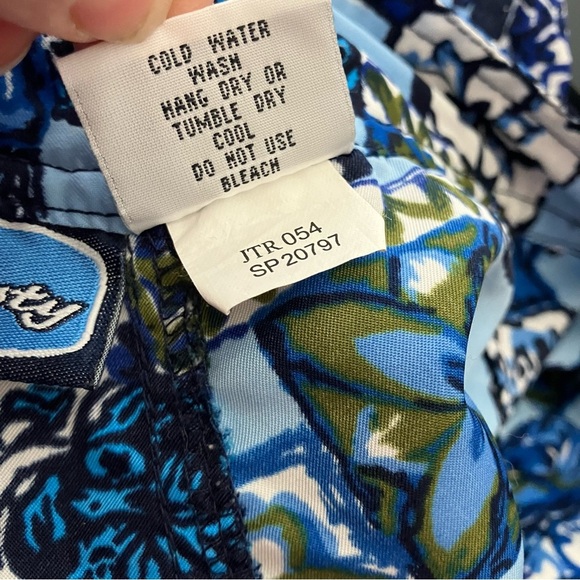 COLD WATER
WASH
HANG DRY OR
TUMBLE DRY
COOL
DO NOT USE
BLEACH
JTR 054
SP20797